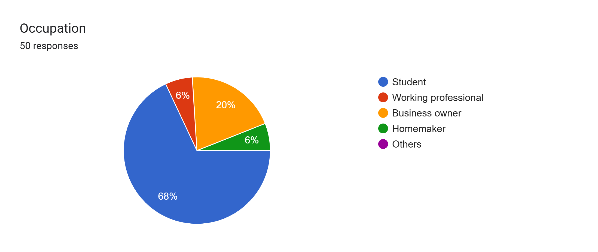 Occupation
50 responses
6%
20%
6%
68%
Student
Working professional
Business owner
Homemaker
Others